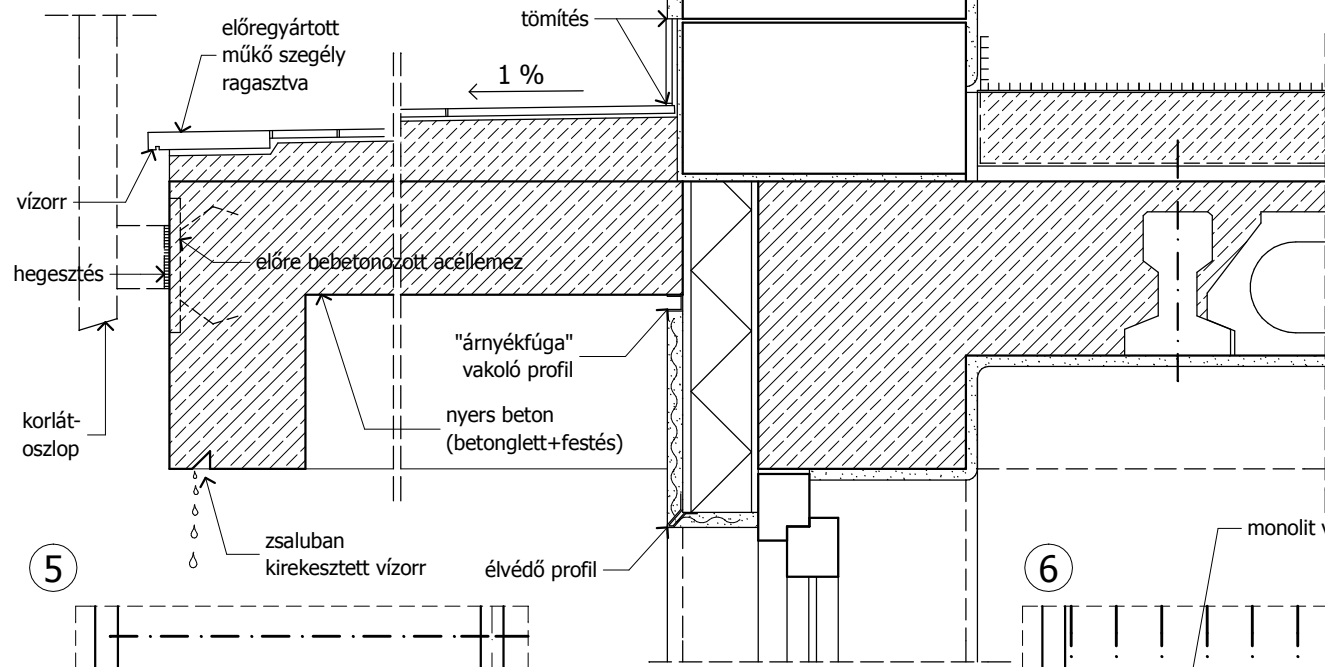 előregyártott
műkő szegély
ragasztva
tömítés
1 %
vízorr
hegesztés
előre bebetonozott acéllemez
"árnyékfúga"
vakoló profil
korlát-
oszlop
nyers beton
(betonglett+festés)
zsaluban
kirekesztett vízorr
élvédő profil
monolit v
5
6